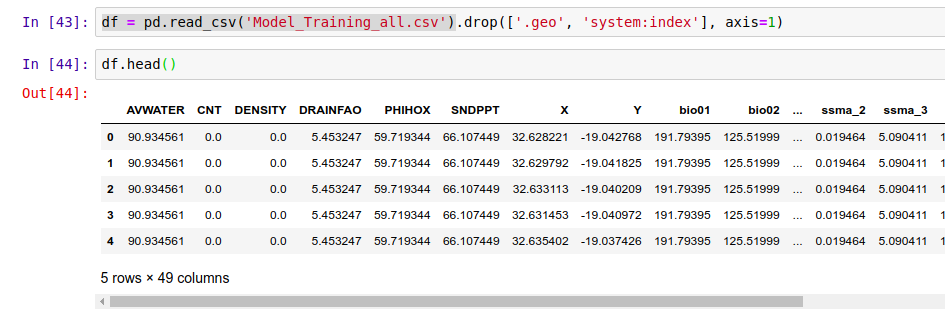 In [43]: df = pd.read_csv('Model_Training_all.csv').drop(['.geo', 'system:index'], axis=1)
In [44]: df.head()
Out[44]:
AVWATER CNT DENSITY DRAINFAO PHIHOX SNDPPT X Y bio01 bio02 ... ssma_2 ssma_3
0 90.934561 0.0 0.0 5.453247 59.719344 66.107449 32.628221 -19.042768 191.79395 125.51999 ... 0.019464 5.090411
1 90.934561 0.0 0.0 5.453247 59.719344 66.107449 32.629792 -19.041825 191.79395 125.51999 ... 0.019464 5.090411
2 90.934561 0.0 0.0 5.453247 59.719344 66.107449 32.633113 -19.040209 191.79395 125.51999 ... 0.019464 5.090411
3 90.934561 0.0 0.0 5.453247 59.719344 66.107449 32.631453 -19.040972 191.79395 125.51999 ... 0.019464 5.090411
4 90.934561 0.0 0.0 5.453247 59.719344 66.107449 32.635402 -19.037426 191.79395 125.51999 ... 0.019464 5.090411
5 rows × 49 columns